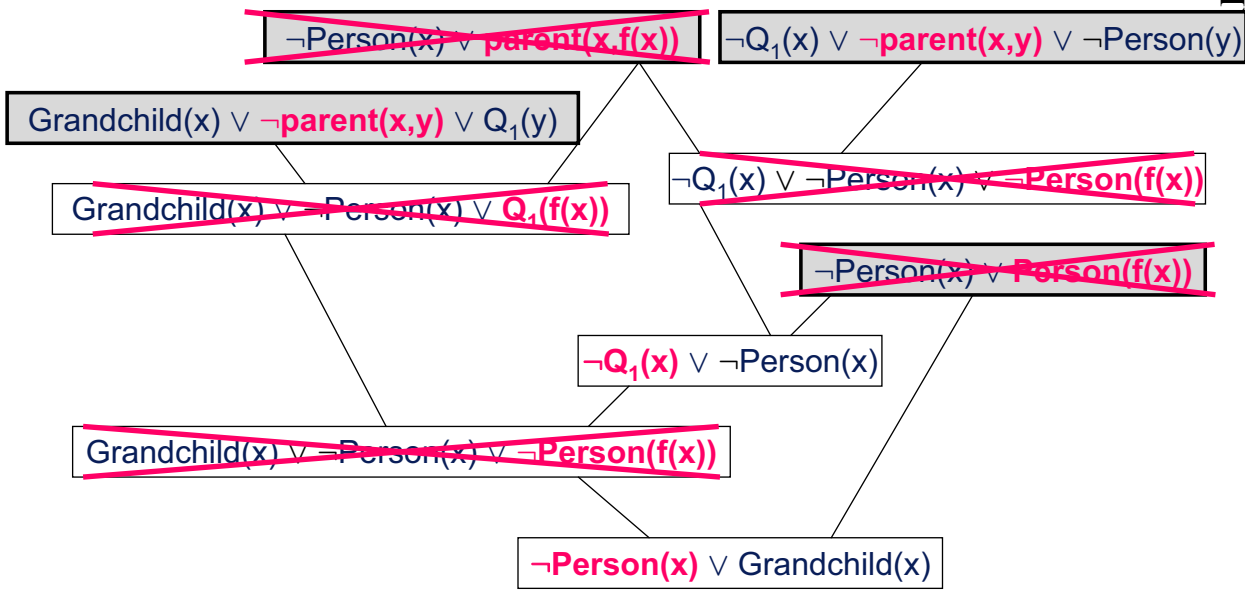 ¬Person(x) ∨ parent(x,f(x))
¬Q₁(x) ∨ ¬parent(x,y) ∨ ¬Person(y)
Grandchild(x) ∨ ¬parent(x,y) ∨ Q₁(y)
¬Q₁(x) ∨ ¬Person(x) ∨ ¬Person(f(x))
Grandchild(x) ∨ ¬Person(x) ∨ Q₁(f(x))
¬Person(x) ∨ Person(f(x))
¬Q₁(x) ∨ ¬Person(x)
Grandchild(x) ∨ ¬Person(x) ∨ ¬Person(f(x))
¬Person(x) ∨ Grandchild(x)